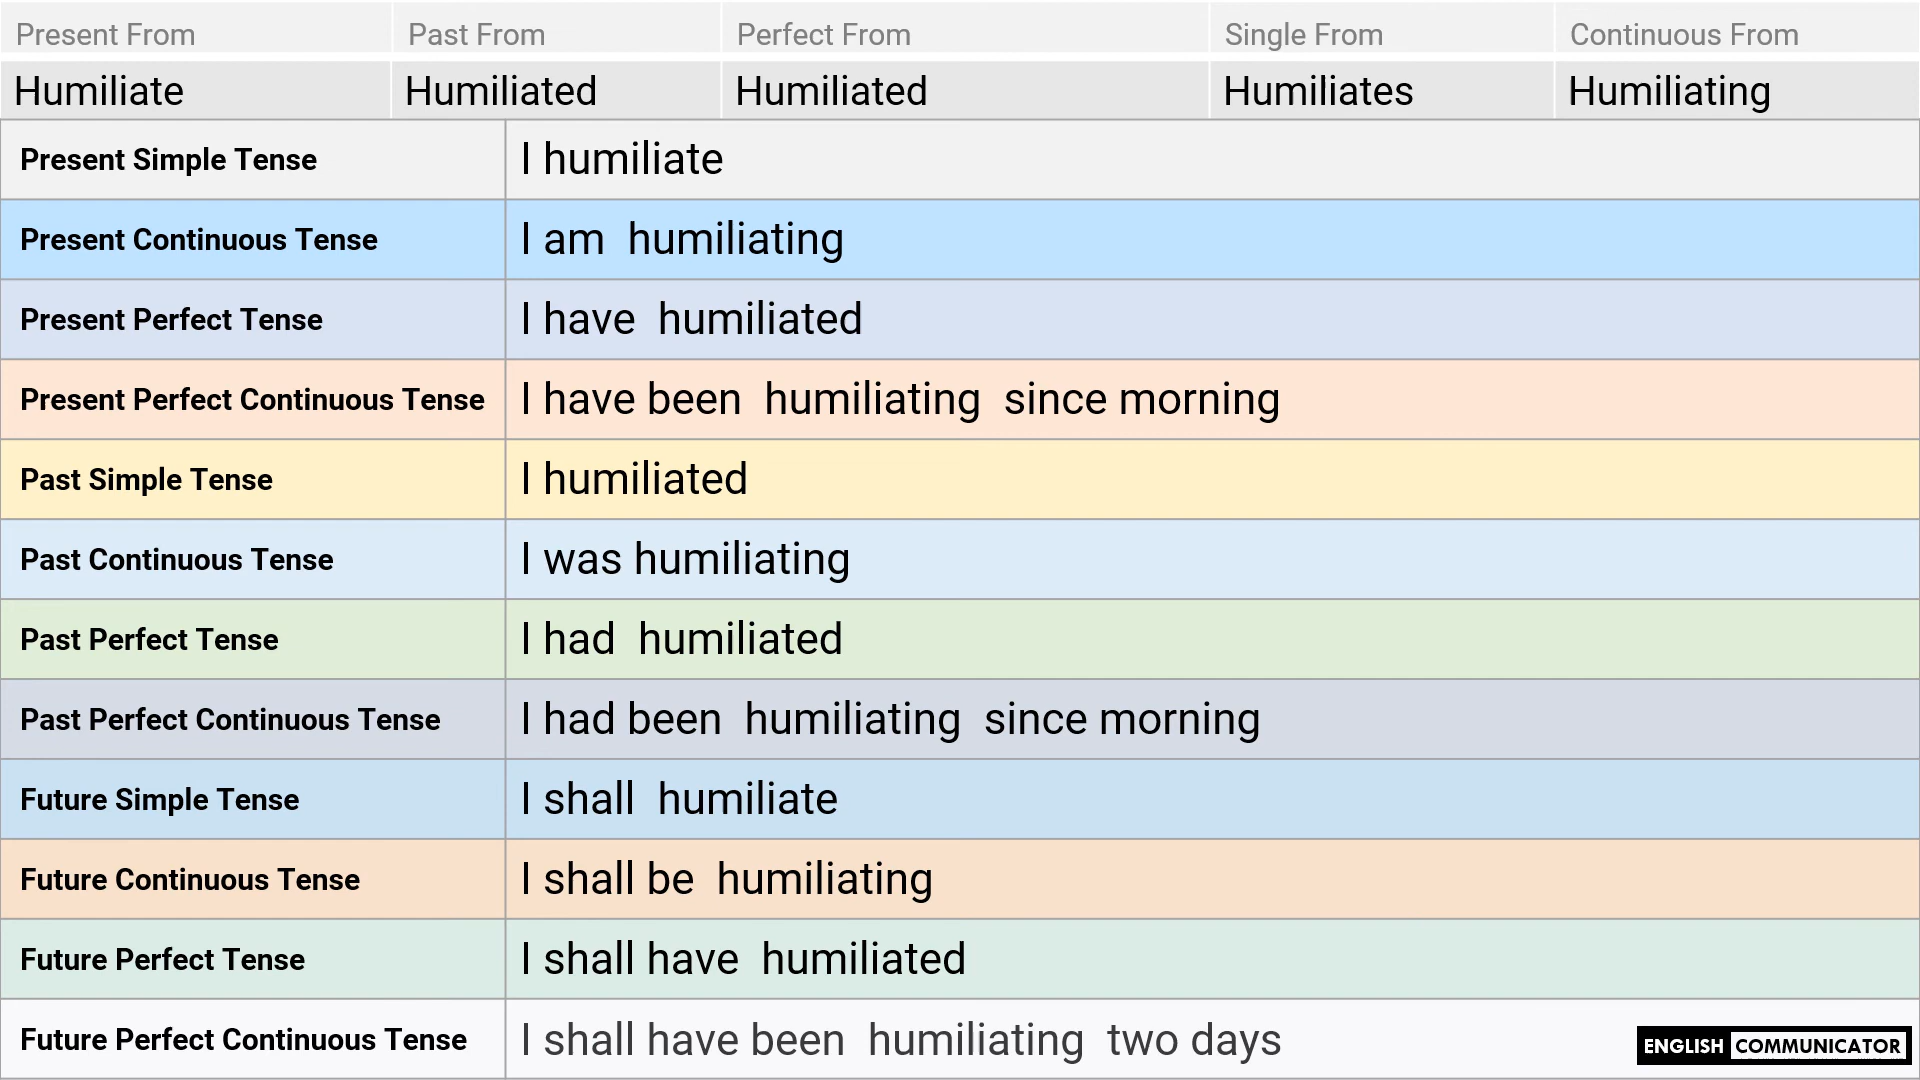 Present From Past From Perfect From Single From Continuous From
Humiliate Humiliated Humiliated Humiliates Humiliating
Present Simple Tense I humiliate
Present Continuous Tense I am humiliating
Present Perfect Tense I have humiliated
Present Perfect Continuous Tense I have been humiliating since morning
Past Simple Tense I humiliated
Past Continuous Tense I was humiliating
Past Perfect Tense I had humiliated
Past Perfect Continuous Tense I had been humiliating since morning
Future Simple Tense I shall humiliate
Future Continuous Tense I shall be humiliating
Future Perfect Tense I shall have humiliated
Future Perfect Continuous Tense I shall have been humiliating two days
ENGLISH COMMUNICATOR